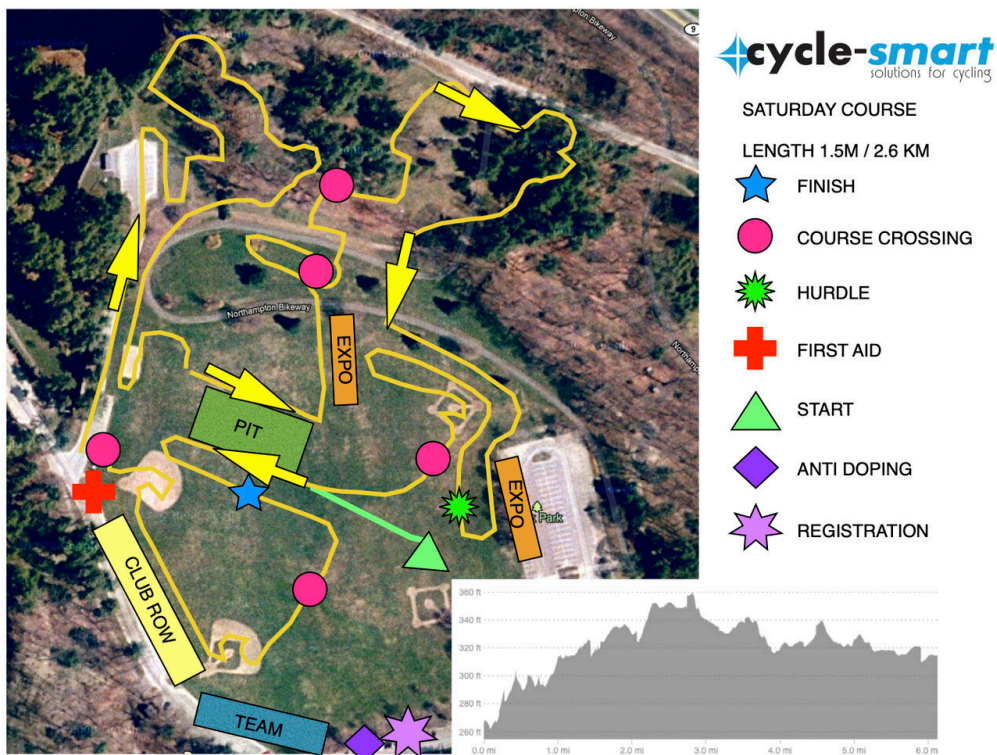 9
pton Bikeway
cycle-smart
solutions for cycling
SATURDAY COURSE
LENGTH 1.5M / 2.6 KM
FINISH
COURSE CROSSING
HURDLE
FIRST AID
START
ANTI DOPING
REGISTRATION
Northampton Bikeway
EXPO
PIT
EXPO
Park
CLUB ROW
TEAM
360 ft
340 ft
320 ft
300 ft
280 ft
260 ft
0.0 mi
1.0 mi
2.0 mi
3.0 mi
4.0 mi
5.0 mi
6.0 mi